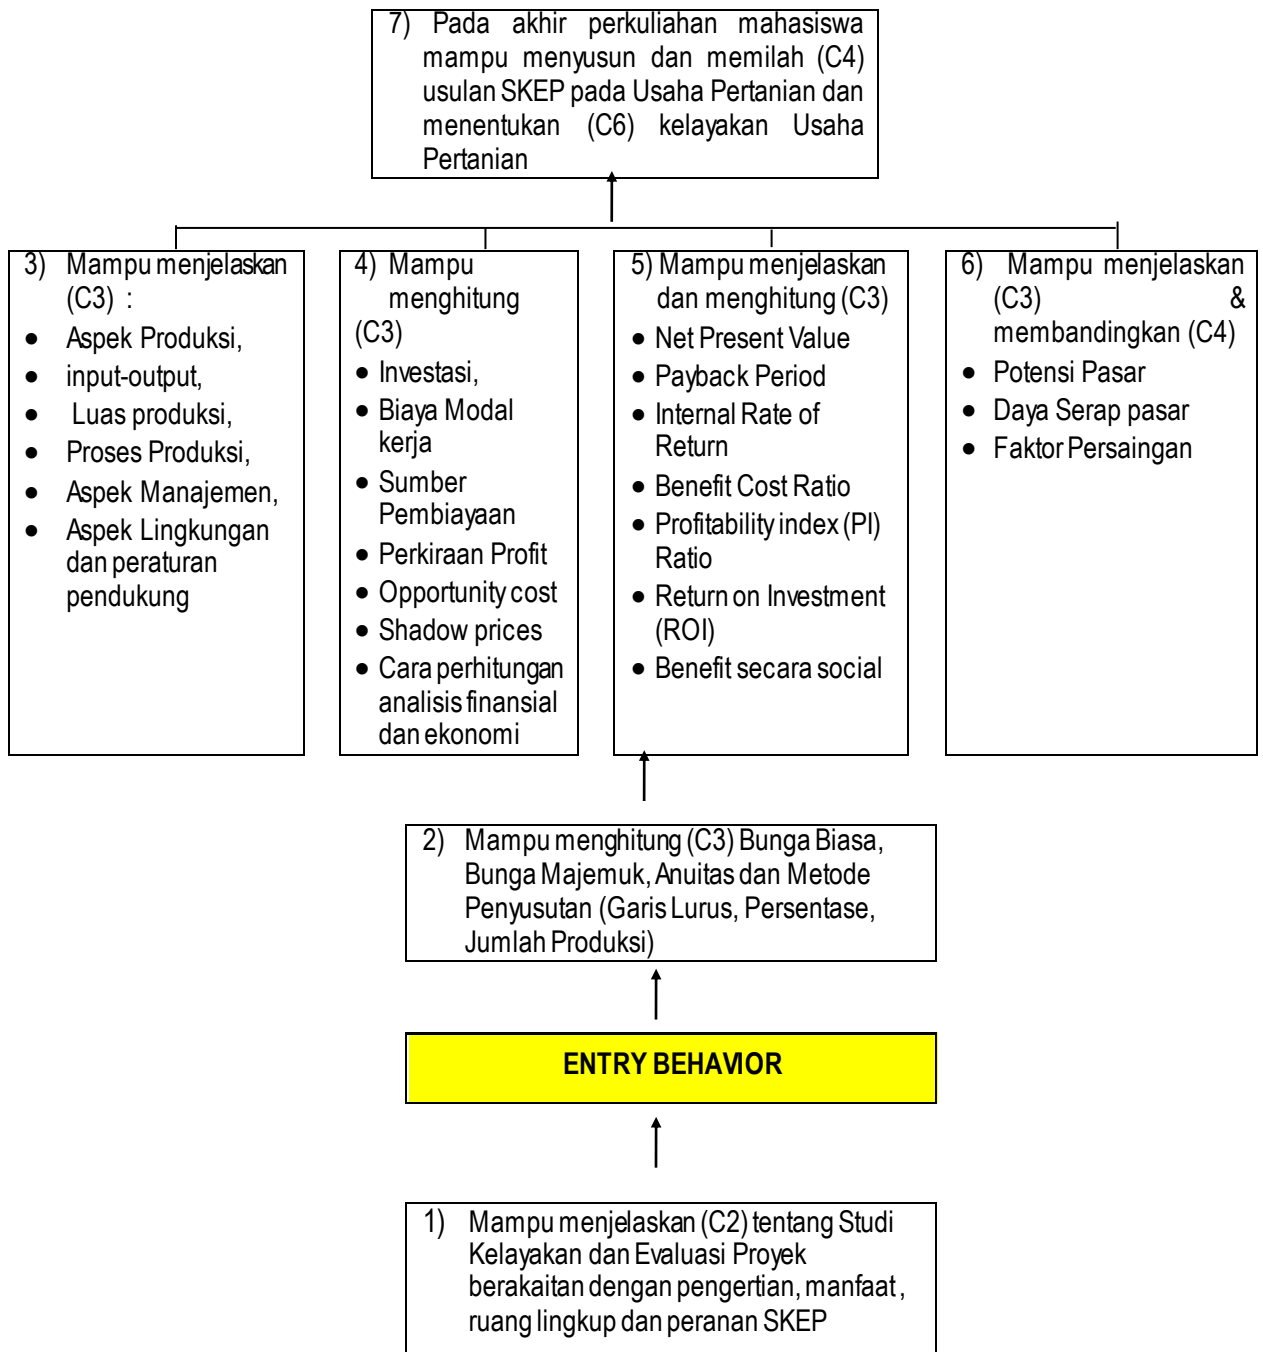 7) Pada akhir perkuliahan mahasiswa
mampu menyusun dan memilah (C4)
usulan SKEP pada Usaha Pertanian dan
menentukan (C6) kelayakan Usaha
Pertanian
3) Mampu menjelaskan
(C3) :
• Aspek Produksi,
• input-output,
• Luas produksi,
• Proses Produksi,
• Aspek Manajemen,
• Aspek Lingkungan
dan peraturan
pendukung
4) Mampu
menghitung
(C3)
• Investasi,
• Biaya Modal
kerja
• Sumber
Pembiayaan
• Perkiraan Profit
• Opportunity cost
• Shadow prices
• Cara perhitungan
analisis finansial
dan ekonomi
5) Mampu menjelaskan
dan menghitung (C3)
• Net Present Value
• Payback Period
• Internal Rate of
Return
• Benefit Cost Ratio
• Profitability index (PI)
Ratio
• Return on Investment
(ROI)
• Benefit secara social
6) Mampu menjelaskan
(C3) &
membandingkan (C4)
• Potensi Pasar
• Daya Serap pasar
• Faktor Persaingan
2) Mampu menghitung (C3) Bunga Biasa,
Bunga Majemuk, Anuitas dan Metode
Penyusutan (Garis Lurus, Persentase,
Jumlah Produksi)
ENTRY BEHAVIOR
1) Mampu menjelaskan (C2) tentang Studi
Kelayakan dan Evaluasi Proyek
berakaitan dengan pengertian, manfaat ,
ruang lingkup dan peranan SKEP